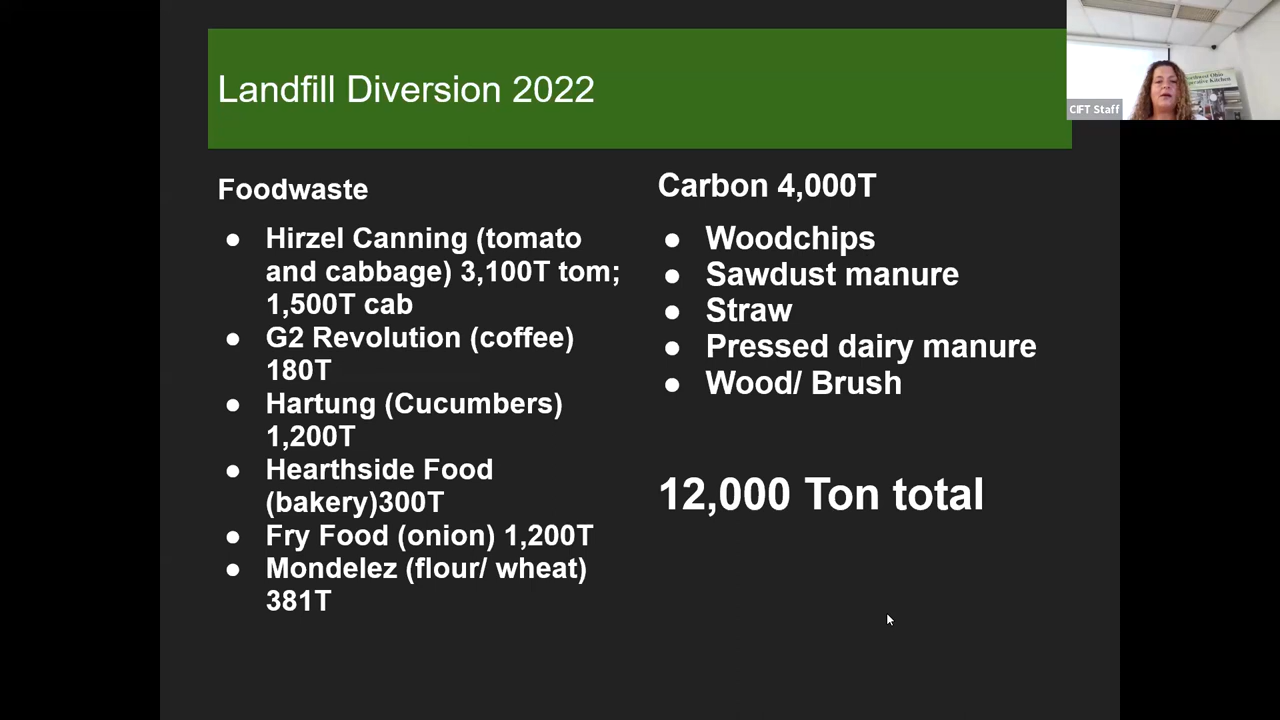 Landfill Diversion 2022
Foodwaste
● Hirzel Canning (tomato
and cabbage) 3,100T tom;
1,500T cab
● G2 Revolution (coffee)
180T
● Hartung (Cucumbers)
1,200T
● Hearthside Food
(bakery)300T
● Fry Food (onion) 1,200T
● Mondelez (flour/ wheat)
381T
Carbon 4,000T
● Woodchips
● Sawdust manure
● Straw
● Pressed dairy manure
● Wood/ Brush
12,000 Ton total
CIFT Staff